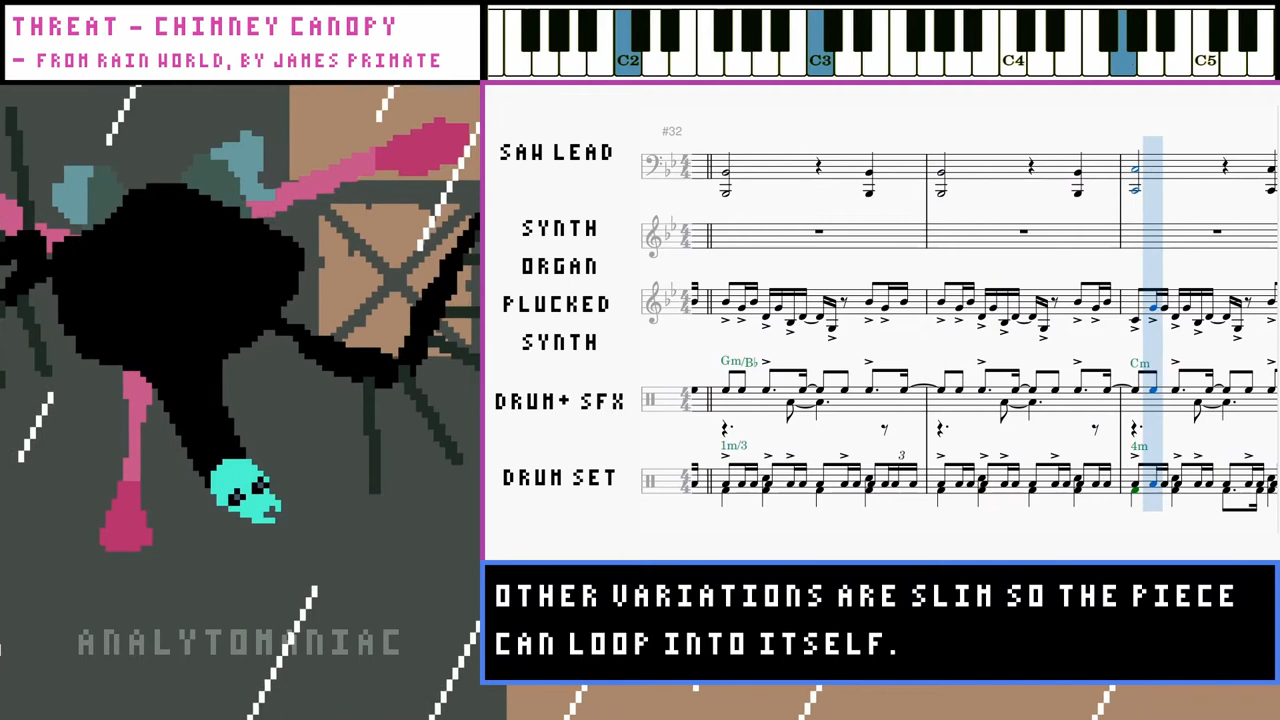 THREAT - CHIMNEY CANOPY
- FROM RAIN WORLD, BY JAMES PRIMATE
C2 C3 C4 C5
#32
SAW LEAD
SYNTH
ORGAN
PLUCKED
SYNTH
Gm/B♭ Cm
DRUM+ SFX
1m/3 4m
3
DRUM SET
OTHER VARIATIONS ARE SLIM SO THE PIECE
CAN LOOP INTO ITSELF.
ANALYTOMANIAC